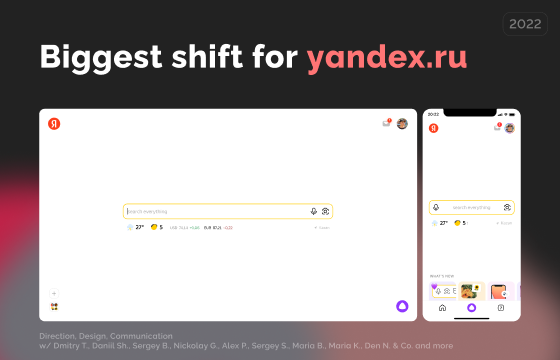 2022
Biggest shift for yandex.ru
Я
search everything
27° 5
20:22
Я
search everything
27° 5
WHAT'S NEW
Direction, Design, Communication
w/ Dmitry T., Daniil Sh., Sergey B., Nickolay G., Alex P., Sergey S., Maria B., Maria K., Den N. & Co. and more